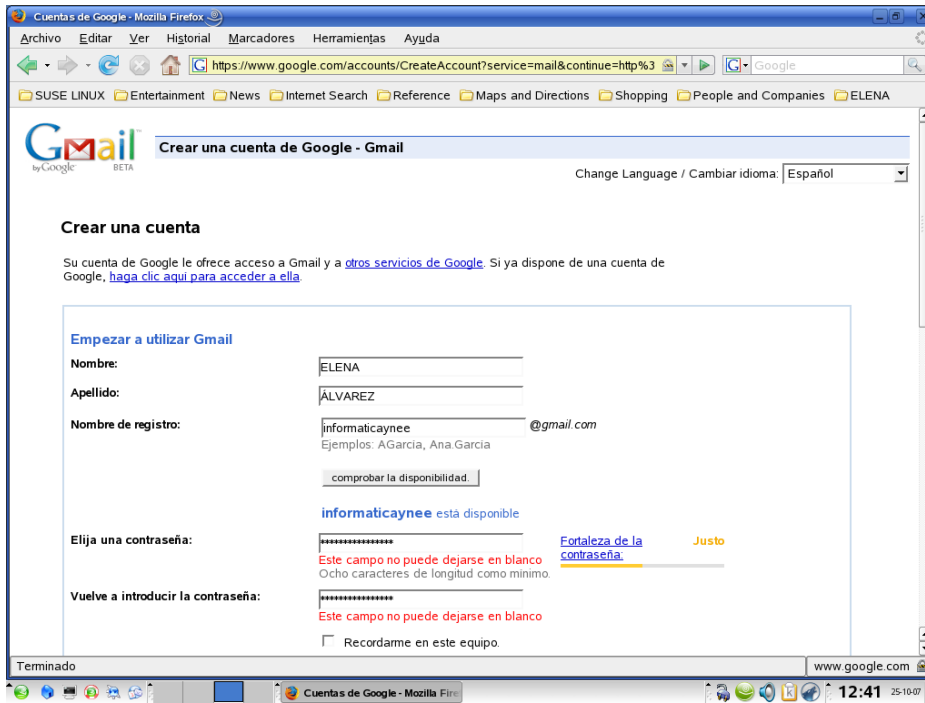 Cuentas de Google - Mozilla Firefox
Archivo Editar Ver Historial Marcadores Herramientas Ayuda
G https://www.google.com/accounts/CreateAccount?service=mail&continue=http%3 G Google
SUSE LINUX Entertainment News Internet Search Reference Maps and Directions Shopping People and Companies ELENA
Gmail
by Google BETA
Crear una cuenta de Google - Gmail
Change Language / Cambiar idioma: Español
Crear una cuenta
Su cuenta de Google le ofrece acceso a Gmail y a otros servicios de Google. Si ya dispone de una cuenta de
Google, haga clic aquí para acceder a ella.
Empezar a utilizar Gmail
Nombre: ELENA
Apellido: ÁLVAREZ
Nombre de registro: informaticaynee @gmail.com
Ejemplos: AGarcia, Ana.Garcia
comprobar la disponibilidad.
informaticaynee está disponible
Elija una contraseña: **************** Fortaleza de la contraseña: Justo
Este campo no puede dejarse en blanco
Ocho caracteres de longitud como mínimo.
Vuelve a introducir la contraseña: ****************
Este campo no puede dejarse en blanco
Recordarme en este equipo.
Terminado www.google.com
Cuentas de Google - Mozilla Fire 12:41 25-10-07